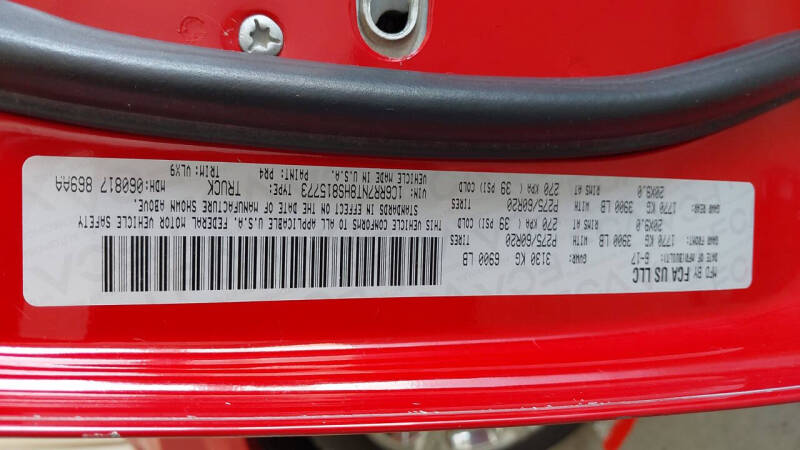 MFD BY FCA US LLC
DATE OF MFR/BUILT: 6-17 GVWR: 3130 KG 6900 LB
GAWR FRONT: 1770 KG 3900 LB WITH P275/60R20 TIRES
20X9.0 RIMS AT 270 KPA ( 39 PSI) COLD
GAWR REAR: 1770 KG 3900 LB WITH P275/60R20 TIRES
20X9.0 RIMS AT 270 KPA ( 39 PSI) COLD
THIS VEHICLE CONFORMS TO ALL APPLICABLE U.S.A. FEDERAL MOTOR VEHICLE SAFETY
STANDARDS IN EFFECT ON THE DATE OF MANUFACTURE SHOWN ABOVE.
VIN: 1C6RR7NT8HS815773 TYPE: TRUCK MDH:060817 869AA
VEHICLE MADE IN U.S.A. PAINT: PR4 TRIM: VLX9